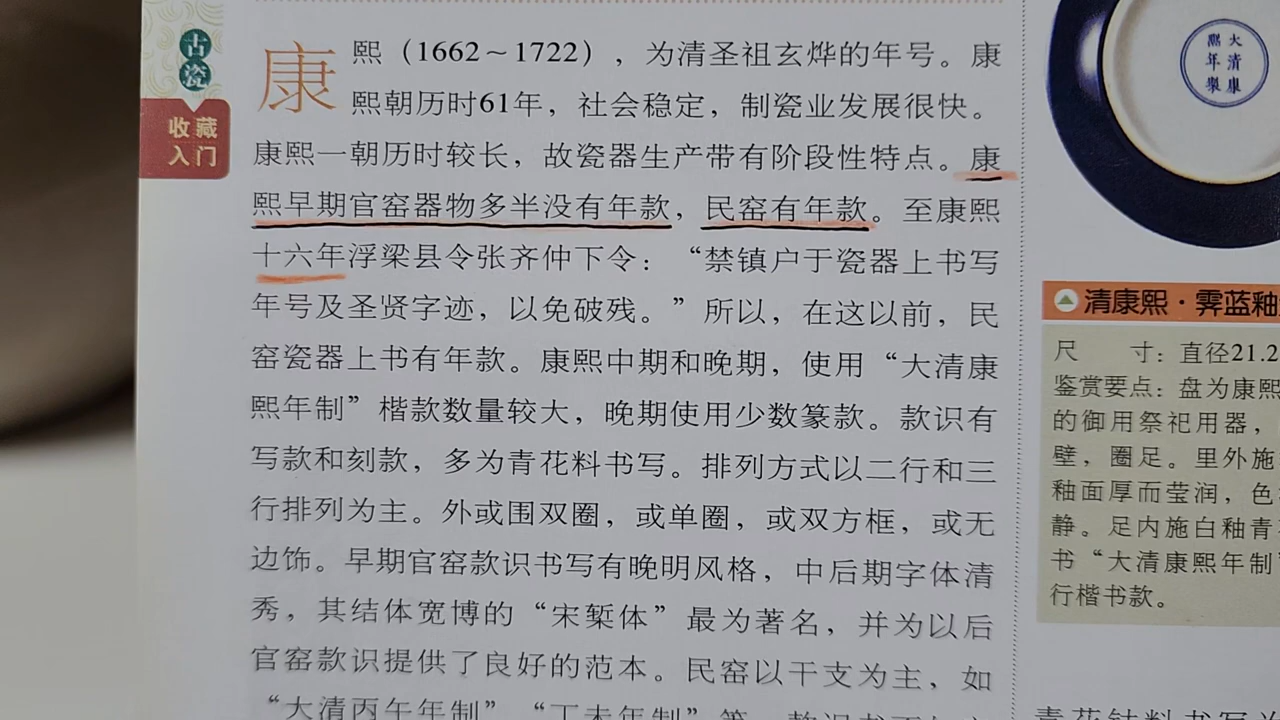 古瓷
收藏
入门
康熙（1662～1722），为清圣祖玄烨的年号。康
熙朝历时61年，社会稳定，制瓷业发展很快。
康熙一朝历时较长，故瓷器生产带有阶段性特点。康
熙早期官窑器物多半没有年款，民窑有年款。至康熙
十六年浮梁县令张齐仲下令：“禁镇户于瓷器上书写
年号及圣贤字迹，以免破残。”所以，在这以前，民
窑瓷器上书有年款。康熙中期和晚期，使用“大清康
熙年制”楷款数量较大，晚期使用少数篆款。款识有
写款和刻款，多为青花料书写。排列方式以二行和三
行排列为主。外或围双圈，或单圈，或双方框，或无
边饰。早期官窑款识书写有晚明风格，中后期字体清
秀，其结体宽博的“宋椠体”最为著名，并为以后
官窑款识提供了良好的范本。民窑以干支为主，如
“大清丙午年制”“丁未年制”等
大清康
熙年製
清康熙·霁蓝釉
尺 寸：直径21.2
鉴赏要点：盘为康熙
的御用祭祀用器，
壁，圈足。里外施
釉面厚而莹润，色
静。足内施白釉青
书“大清康熙年制
行楷书款。